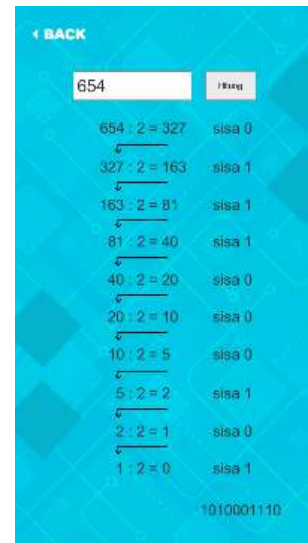 BACK
654 Hitung
654 : 2 = 327 sisa 0
327 : 2 = 163 sisa 1
163 : 2 = 81 sisa 1
81 : 2 = 40 sisa 1
40 : 2 = 20 sisa 0
20 : 2 = 10 sisa 0
10 : 2 = 5 sisa 0
5 : 2 = 2 sisa 1
2 : 2 = 1 sisa 0
1 : 2 = 0 sisa 1
1010001110